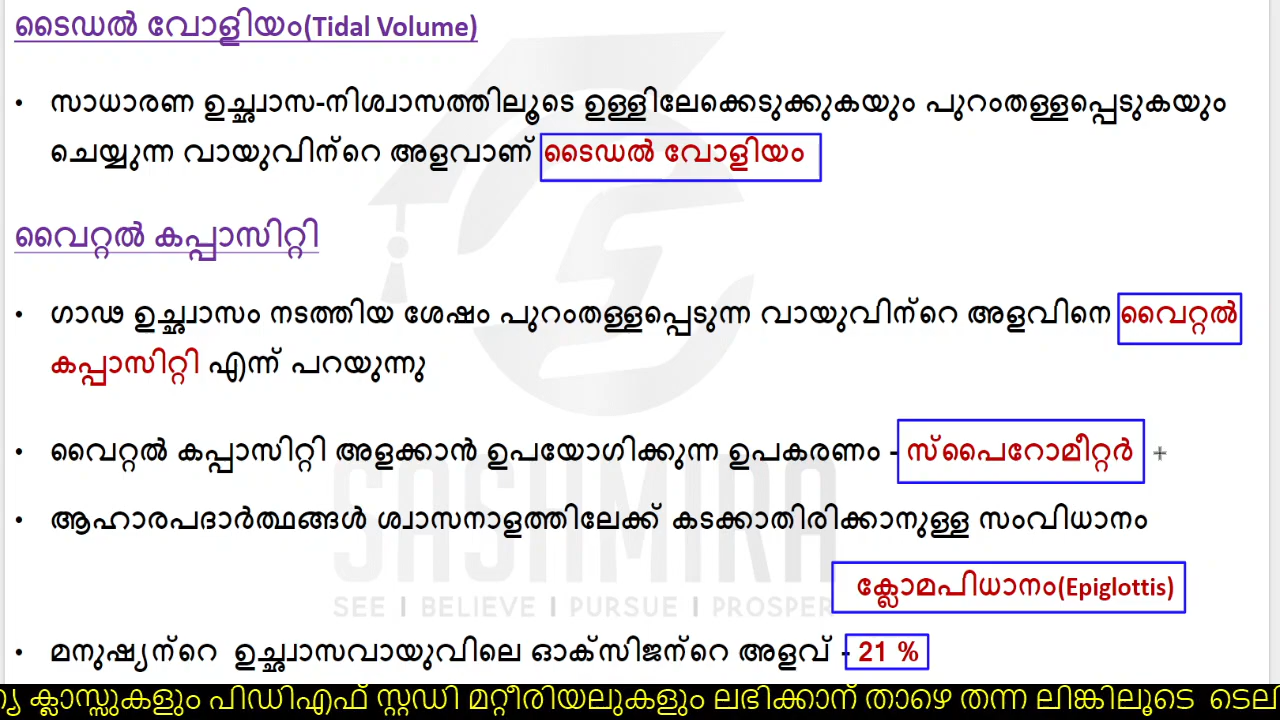 ടൈഡൽ വോളിയം(Tidal Volume)
• സാധാരണ ഉച്ഛ്വാസ-നിശ്വാസത്തിലൂടെ ഉള്ളിലേക്കെടുക്കുകയും പുറംതള്ളപ്പെടുകയും
ചെയ്യുന്ന വായുവിന്റെ അളവാണ് ടൈഡൽ വോളിയം
വൈറ്റൽ കപ്പാസിറ്റി
• ഗാഢ ഉച്ഛ്വാസം നടത്തിയ ശേഷം പുറംതള്ളപ്പെടുന്ന വായുവിന്റെ അളവിനെ വൈറ്റൽ
കപ്പാസിറ്റി എന്ന് പറയുന്നു
• വൈറ്റൽ കപ്പാസിറ്റി അളക്കാൻ ഉപയോഗിക്കുന്ന ഉപകരണം - സ്പൈറോമീറ്റർ
• ആഹാരപദാർത്ഥങ്ങൾ ശ്വാസനാളത്തിലേക്ക് കടക്കാതിരിക്കാനുള്ള സംവിധാനം
SASHMIRA
ക്ലോമപിധാനം(Epiglottis)
SEE | BELIEVE | PURSUE | PROSPER
• മനുഷ്യന്റെ ഉച്ഛ്വാസവായുവിലെ ഓക്സിജന്റെ അളവ് - 21 %
ക്ലാസ്സുകളും പിഡിഎഫ് സ്റ്റഡി മറ്റീരിയലുകളും ലഭിക്കാന് താഴെ തന്ന ലിങ്കിലൂടെ